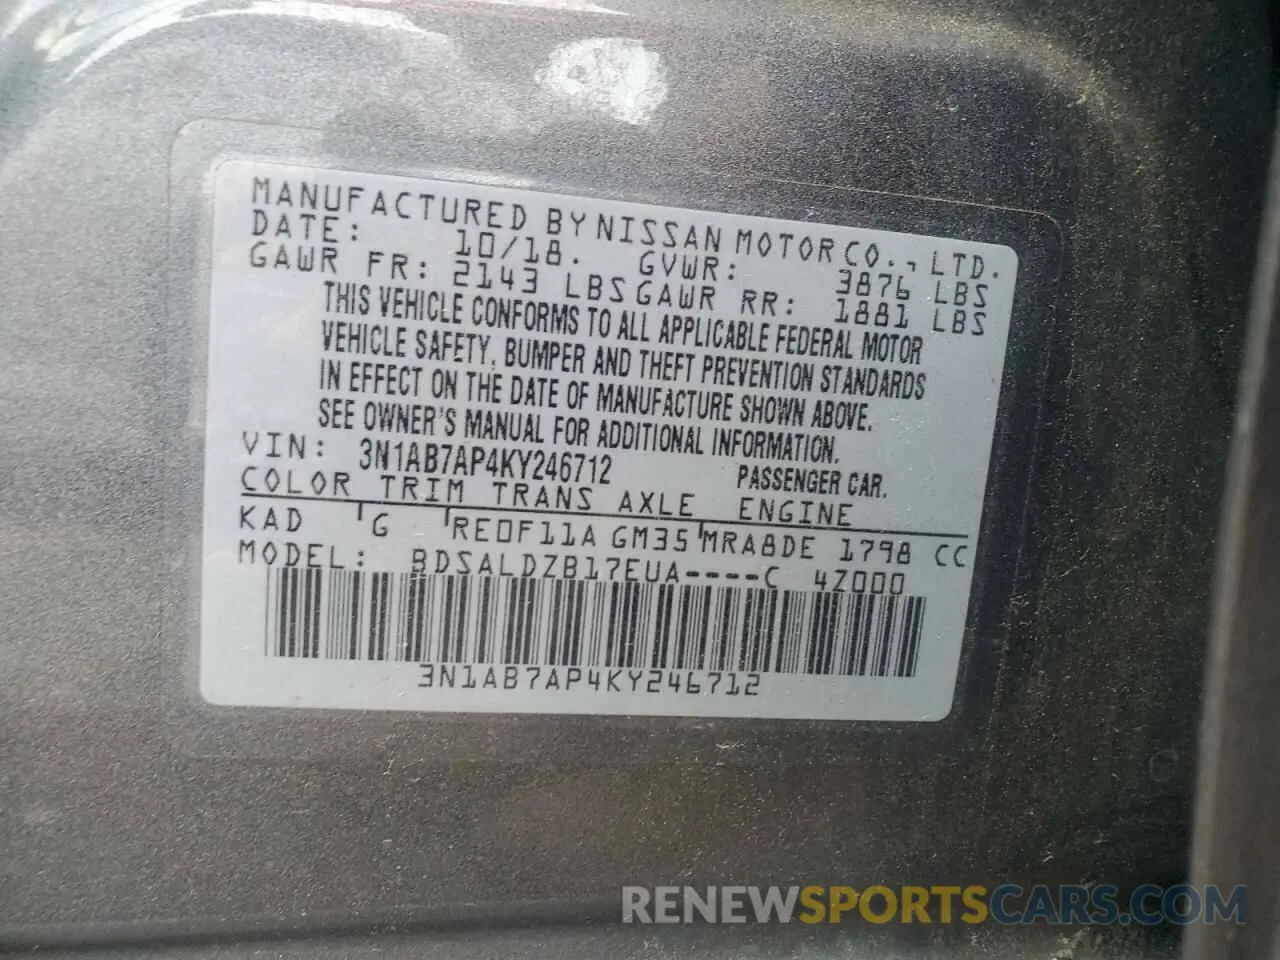 MANUFACTURED BY NISSAN MOTOR CO., LTD.
DATE: 10/18. GVWR: 3876 LBS
GAWR FR: 2143 LBS GAWR RR: 1881 LBS
THIS VEHICLE CONFORMS TO ALL APPLICABLE FEDERAL MOTOR
VEHICLE SAFETY, BUMPER AND THEFT PREVENTION STANDARDS
IN EFFECT ON THE DATE OF MANUFACTURE SHOWN ABOVE.
SEE OWNER'S MANUAL FOR ADDITIONAL INFORMATION.
VIN: 3N1AB7AP4KY246712 PASSENGER CAR.
COLOR TRIM TRANS AXLE ENGINE
KAD G RE0F11A GM35 MRA8DE 1798 CC
MODEL: BDSALDZB17EUA----C 4Z000
3N1AB7AP4KY246712
RENEWSPORTSCARS.COM